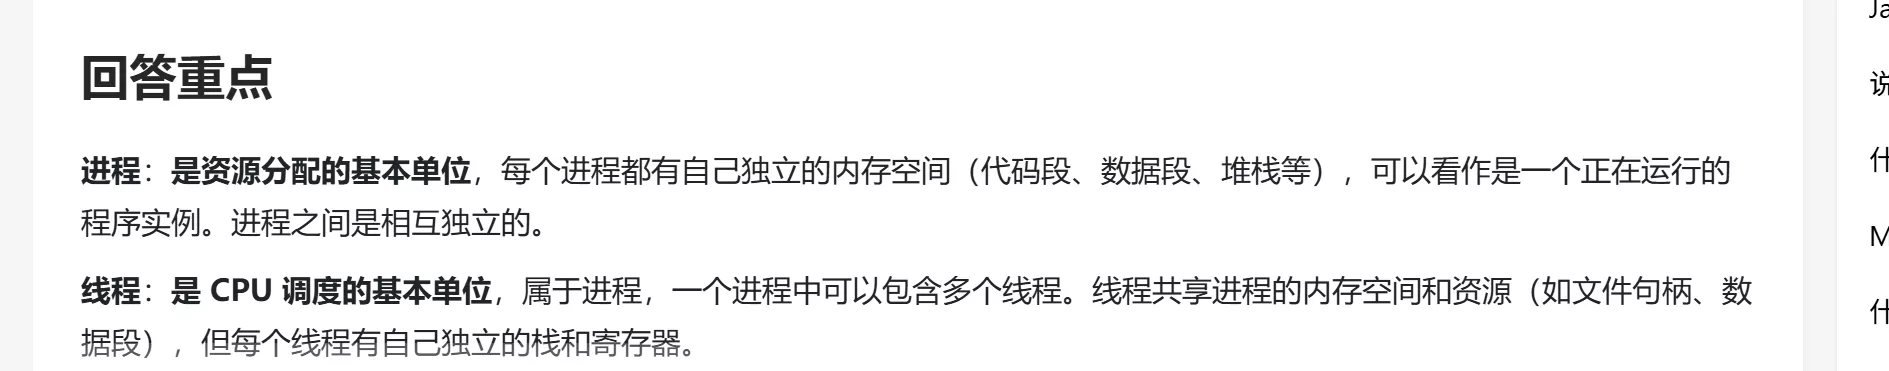 回答重点
进程：是资源分配的基本单位，每个进程都有自己独立的内存空间（代码段、数据段、堆栈等），可以看作是一个正在运行的
程序实例。进程之间是相互独立的。
线程：是 CPU 调度的基本单位，属于进程，一个进程中可以包含多个线程。线程共享进程的内存空间和资源（如文件句柄、数
据段），但每个线程有自己独立的栈和寄存器。
Ja
说
什
M
什